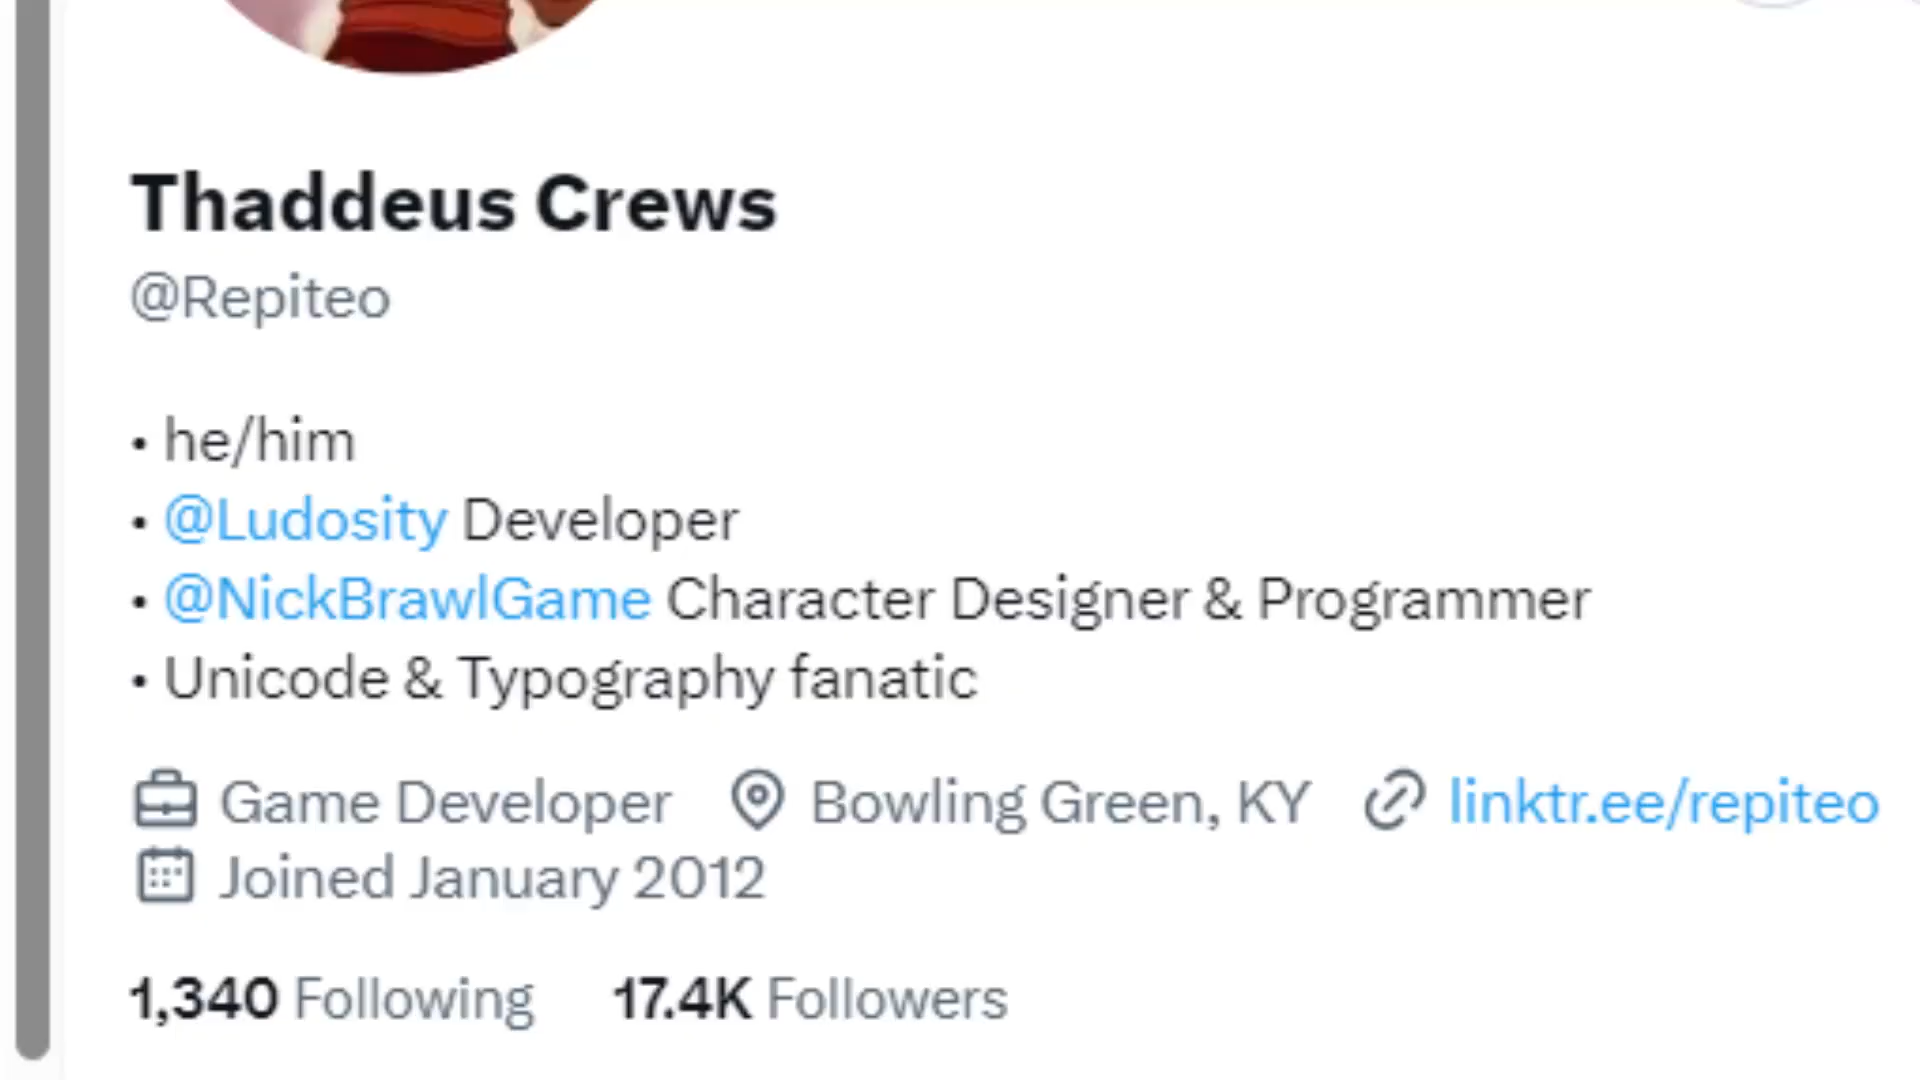 Thaddeus Crews
@Repiteo
• he/him
• @Ludosity Developer
• @NickBrawlGame Character Designer & Programmer
• Unicode & Typography fanatic
Game Developer Bowling Green, KY linktr.ee/repiteo
Joined January 2012
1,340 Following 17.4K Followers